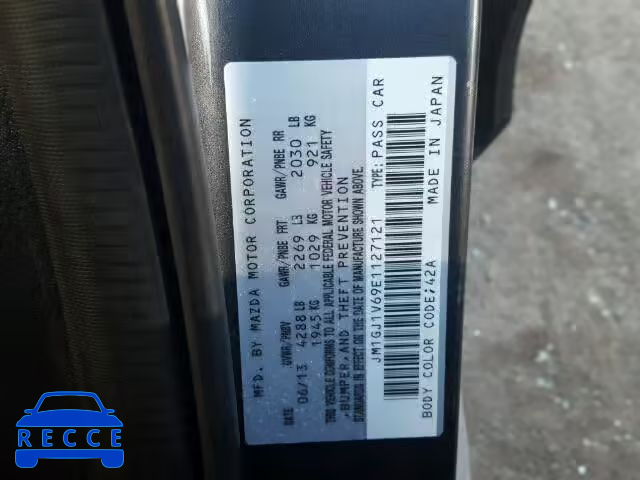 MFD. BY MAZDA MOTOR CORPORATION
DATE GVWR/PNBV GAWR/PNBE FRT GAWR/PNBE RR
06/13 4288 LB 2269 L3 2030 LB
1945 KG 1029 KG 921 KG
THIS VEHICLE CONFORMS TO ALL APPLICABLE FEDERAL MOTOR VEHICLE SAFETY
,BUMPER,AND THEFT PREVENTION
STANDARDS IN EFFECT ON THE DATE OF MANUFACTURE SHOWN ABOVE.
JM1GJ1V69E1127121 TYPE:PASS CAR
BODY COLOR CODE;42A MADE IN JAPAN
RECCE